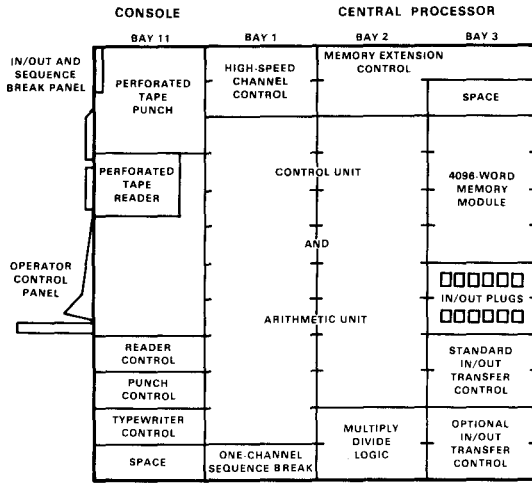 CONSOLE
CENTRAL PROCESSOR
BAY 11
BAY 1
BAY 2
BAY 3
IN/OUT AND
SEQUENCE
BREAK PANEL
PERFORATED
TAPE
PUNCH
HIGH-SPEED
CHANNEL
CONTROL
MEMORY EXTENSION
CONTROL
SPACE
PERFORATED
TAPE
READER
CONTROL UNIT
4096-WORD
MEMORY
MODULE
AND
OPERATOR
CONTROL
PANEL
IN/OUT PLUGS
ARITHMETIC UNIT
READER
CONTROL
STANDARD
IN/OUT
TRANSFER
CONTROL
PUNCH
CONTROL
TYPEWRITER
CONTROL
MULTIPLY
DIVIDE
LOGIC
OPTIONAL
IN/OUT
TRANSFER
CONTROL
SPACE
ONE-CHANNEL
SEQUENCE BREAK